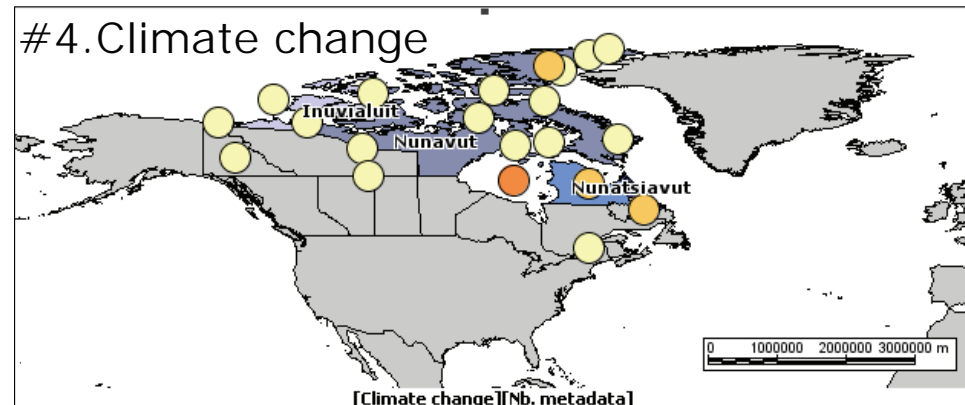 #4.Climate change
Inuvialuit
Nunavut
Nunatsiavut
0 1000000 2000000 3000000 m
[Climate change][Nb. metadata]